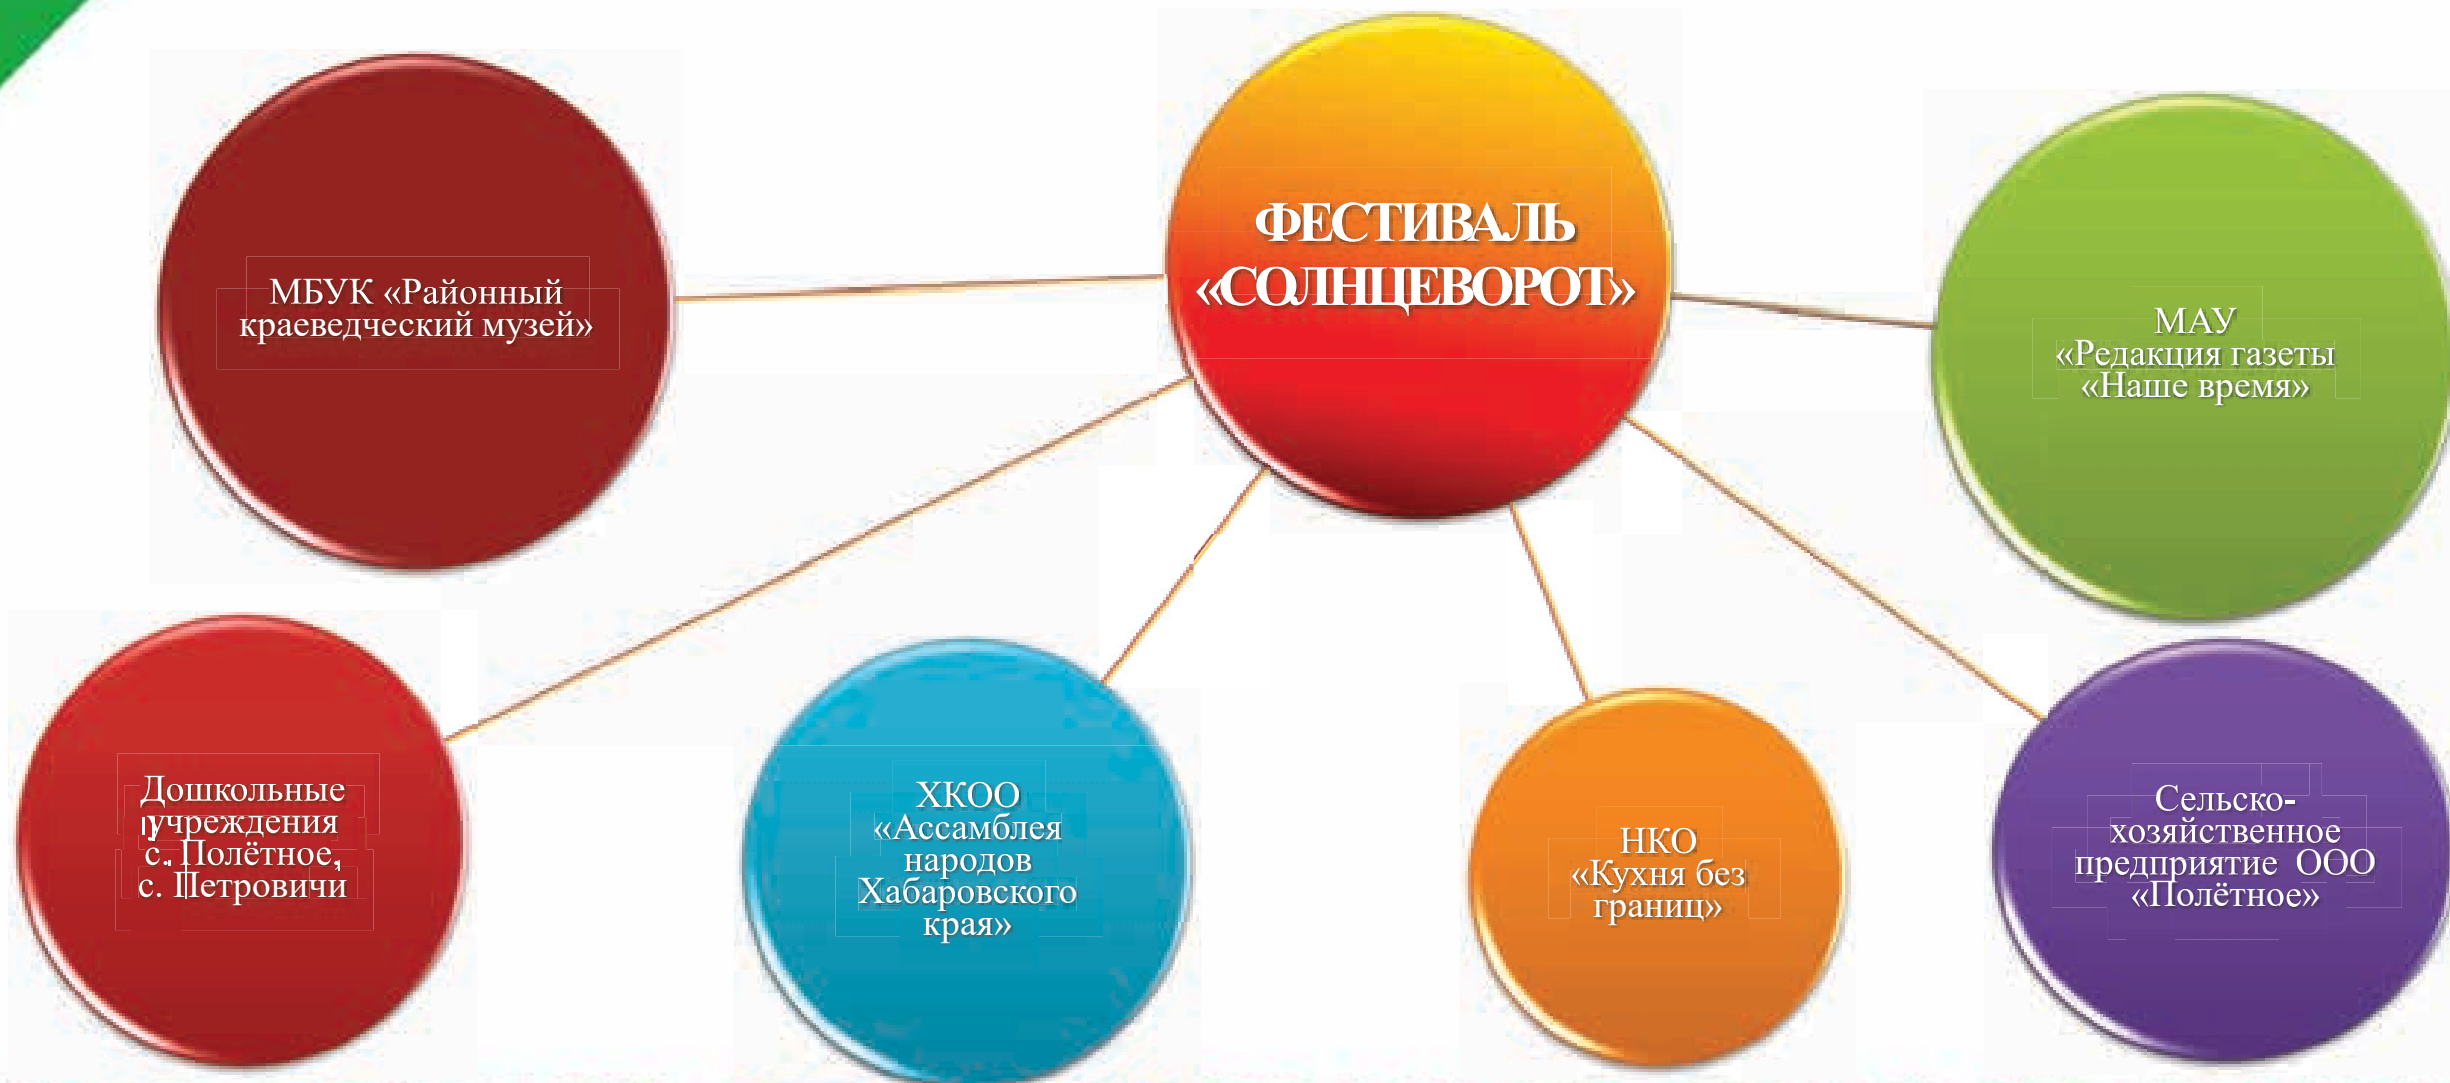 ФЕСТИВАЛЬ
«СОЛНЦЕВОРОТ»
МБУК «Районный
краеведческий музей»
МАУ
«Редакция газеты
«Наше время»
Дошкольные
учреждения
с. Полётное,
с. Петровичи
ХКОО
«Ассамблея
народов
Хабаровского
края»
НКО
«Кухня без
границ»
Сельско-
хозяйственное
предприятие ООО
«Полётное»